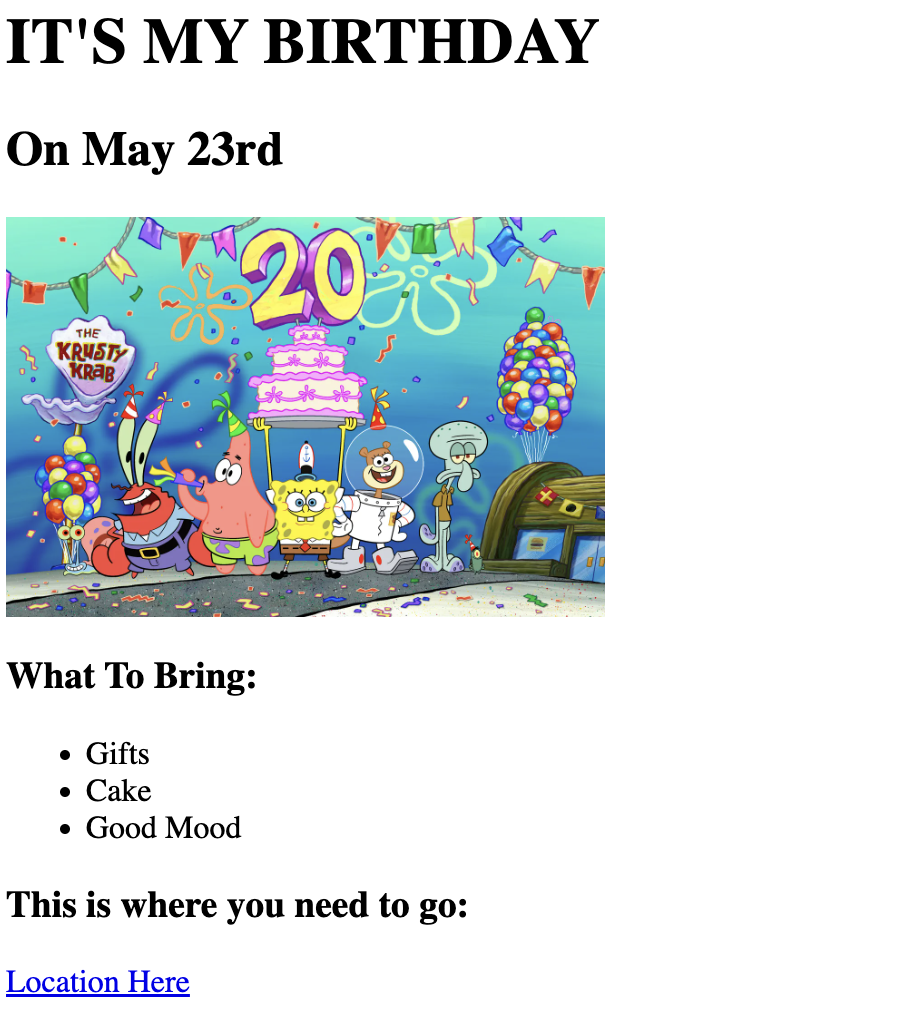 IT'S MY BIRTHDAY
On May 23rd
20
THE
KRUSTY
KRAB
What To Bring:
Gifts
Cake
Good Mood
This is where you need to go:
Location Here